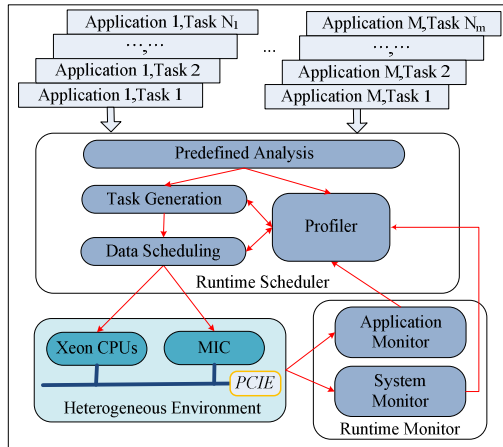 Application 1,Task N1
Application M,Task Nm
...,...
...
...,...
Application 1,Task 2
Application M,Task 2
Application 1,Task 1
Application M,Task 1
Predefined Analysis
Task Generation
Profiler
Data Scheduling
Runtime Scheduler
Xeon CPUs
MIC
PCIE
Heterogeneous Environment
Application
Monitor
System
Monitor
Runtime Monitor